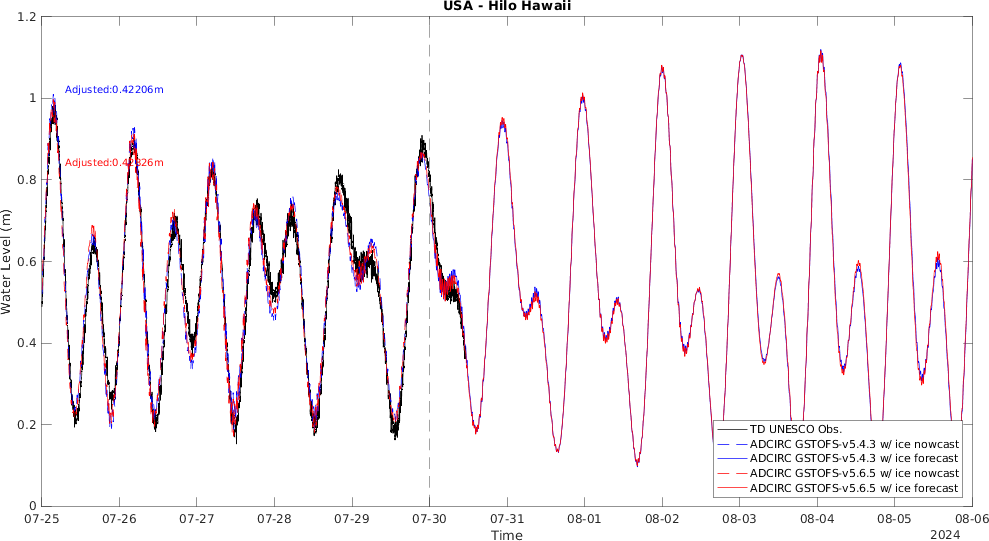 USA - Hilo Hawaii
1.2
1
0.8
0.6
0.4
0.2
0
Water Level (m)
Adjusted:0.42206m
Adjusted:0.42826m
TD UNESCO Obs.
ADCIRC GSTOFS-v5.4.3 w/ ice nowcast
ADCIRC GSTOFS-v5.4.3 w/ ice forecast
ADCIRC GSTOFS-v5.6.5 w/ ice nowcast
ADCIRC GSTOFS-v5.6.5 w/ ice forecast
07-25 07-26 07-27 07-28 07-29 07-30 07-31 08-01 08-02 08-03 08-04 08-05 08-06
Time
2024